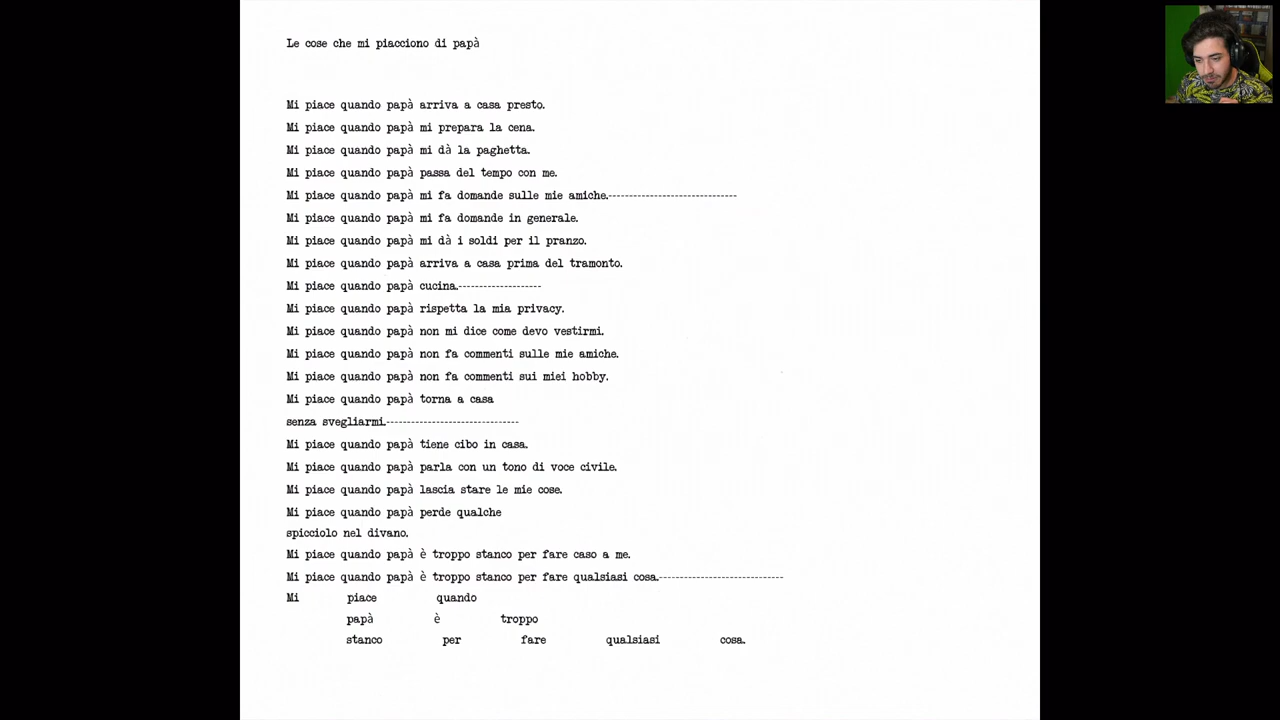 Le cose che mi piacciono di papà
Mi piace quando papà arriva a casa presto.
Mi piace quando papà mi prepara la cena.
Mi piace quando papà mi dà la paghetta.
Mi piace quando papà passa del tempo con me.
Mi piace quando papà mi fa domande sulle mie amiche.-------------------------------
Mi piace quando papà mi fa domande in generale.
Mi piace quando papà mi dà i soldi per il pranzo.
Mi piace quando papà arriva a casa prima del tramonto.
Mi piace quando papà cucina.--------------------
Mi piace quando papà rispetta la mia privacy.
Mi piace quando papà non mi dice come devo vestirmi.
Mi piace quando papà non fa commenti sulle mie amiche.
Mi piace quando papà non fa commenti sui miei hobby.
Mi piace quando papà torna a casa
senza svegliarmi.--------------------------------
Mi piace quando papà tiene cibo in casa.
Mi piace quando papà parla con un tono di voce civile.
Mi piace quando papà lascia stare le mie cose.
Mi piace quando papà perde qualche
spicciolo nel divano.
Mi piace quando papà è troppo stanco per fare caso a me.
Mi piace quando papà è troppo stanco per fare qualsiasi cosa.------------------------------
Mi piace quando
papà è troppo
stanco per fare qualsiasi cosa.